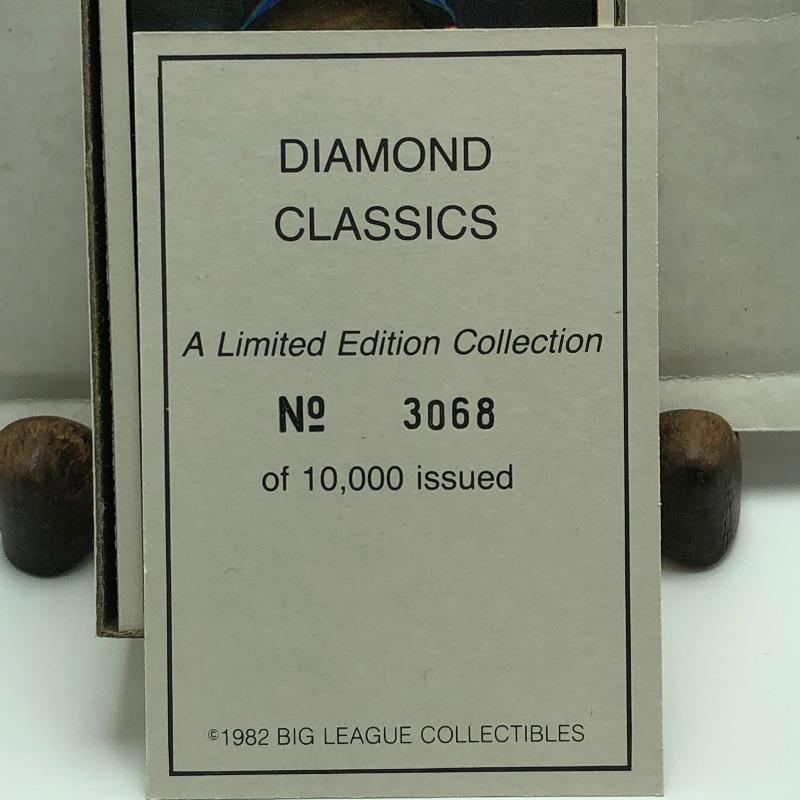 DIAMOND
CLASSICS
A Limited Edition Collection
Nº 3068
of 10,000 issued
©1982 BIG LEAGUE COLLECTIBLES